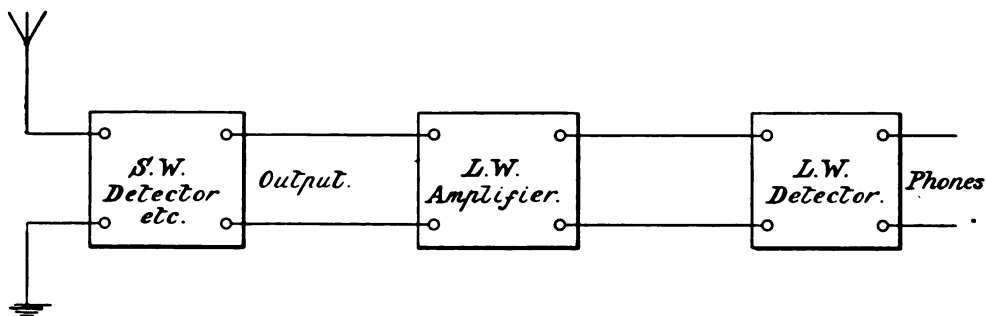 S.W.
Detector
etc.
Output.
L.W.
Amplifier.
L.W.
Detector.
Phones